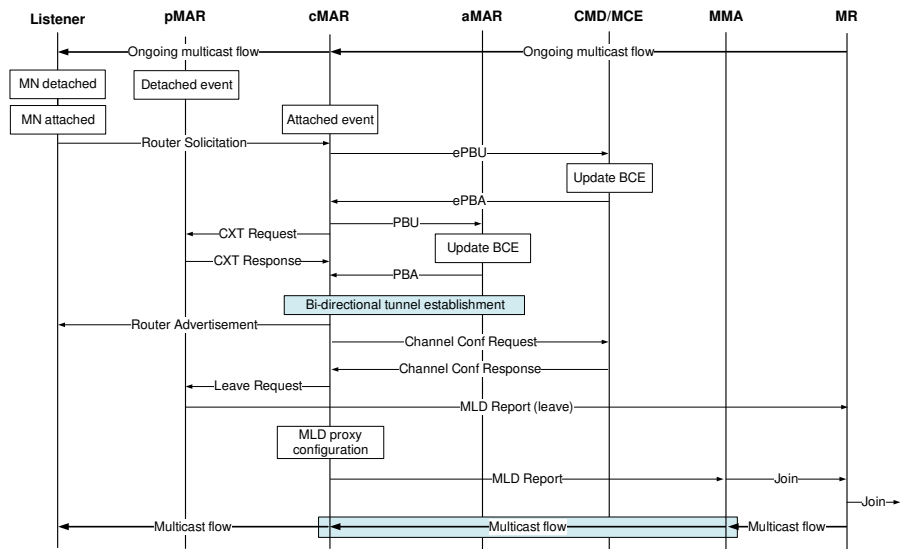 Listener pMAR cMAR aMAR CMD/MCE MMA MR
Ongoing multicast flow Ongoing multicast flow
MN detached Detached event
MN attached Attached event
Router Solicitation
ePBU
Update BCE
ePBA
PBU
CXT Request
Update BCE
CXT Response
PBA
Bi-directional tunnel establishment
Router Advertisement
Channel Conf Request
Channel Conf Response
Leave Request
MLD Report (leave)
MLD proxy
configuration
MLD Report Join
Join
Multicast flow Multicast flow Multicast flow